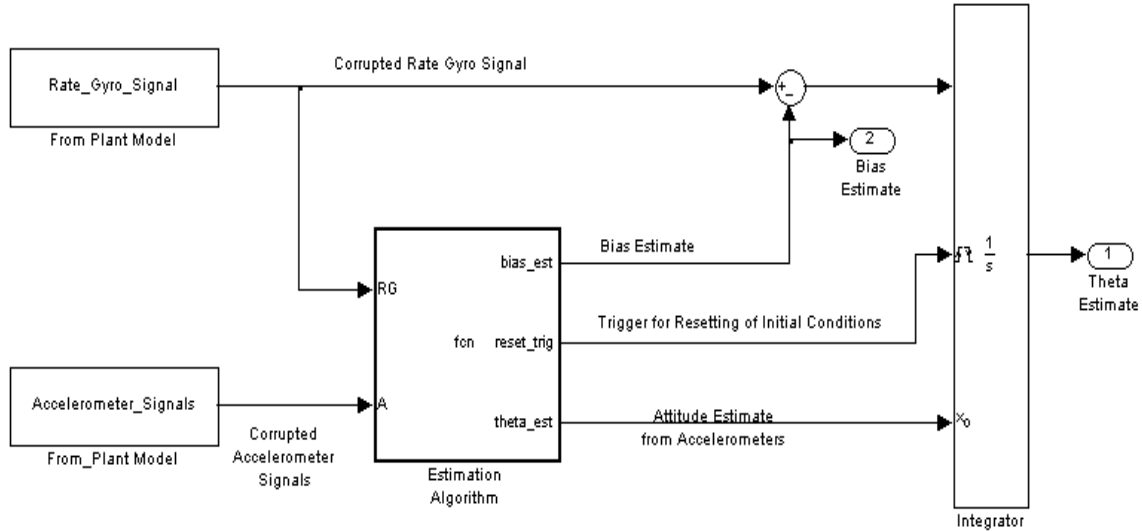 Rate_Gyro_Signal
From Plant Model
Corrupted Rate Gyro Signal
+
-
2
Bias
Estimate
Bias Estimate
bias_est
RG
fcn
reset_trig
Trigger for Resetting of Initial Conditions
A
theta_est
Attitude Estimate
from Accelerometers
Estimation
Algorithm
Accelerometer_Signals
From_Plant Model
Corrupted
Accelerometer
Signals
1
s
xo
Integrator
1
Theta
Estimate